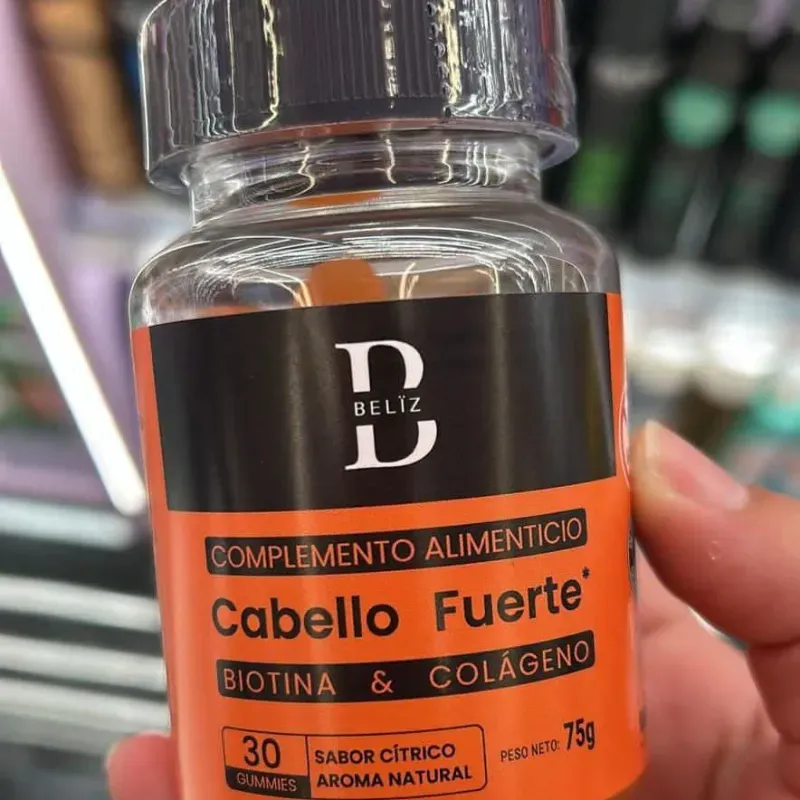 B
BELÏZ
COMPLEMENTO ALIMENTICIO
Cabello Fuerte*
BIOTINA & COLÁGENO
30
GUMMIES
SABOR CÍTRICO
AROMA NATURAL
PESO NETO: 75g